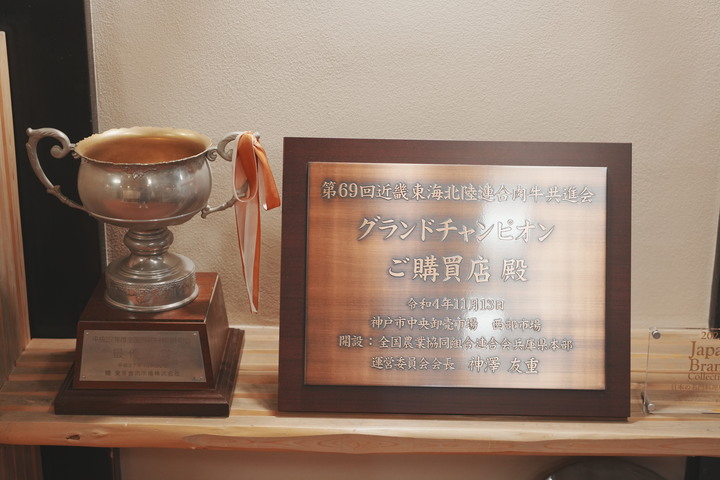 第69回近畿東海北陸連合肉牛共進会
グランドチャンピオン
ご購買店 殿
令和4年11月13日
神戸市中央卸売市場 西部市場
開設：全国農業協同組合連合会兵庫県本部
運営委員会会長 神澤 友重
Japa
Bran
Collecti